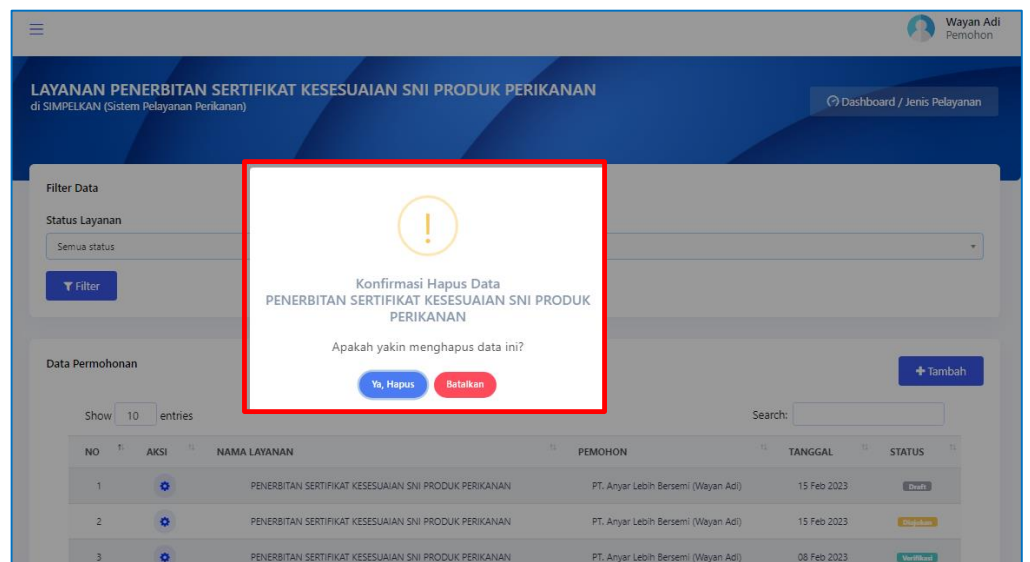 Wayan Adi
Pemohon
LAYANAN PENERBITAN SERTIFIKAT KESESUAIAN SNI PRODUK PERIKANAN
di SIMPELKAN (Sistem Pelayanan Perikanan)
Dashboard / Jenis Pelayanan
Filter Data
Status Layanan
Semua status
Filter
!
Konfirmasi Hapus Data
PENERBITAN SERTIFIKAT KESESUAIAN SNI PRODUK
PERIKANAN
Apakah yakin menghapus data ini?
Ya, Hapus Batalkan
Data Permohonan
+ Tambah
Show 10 entries Search:
NO AKSI NAMA LAYANAN PEMOHON TANGGAL STATUS
1 PENERBITAN SERTIFIKAT KESESUAIAN SNI PRODUK PERIKANAN PT. Anyar Lebih Bersemi (Wayan Adi) 15 Feb 2023 Draft
2 PENERBITAN SERTIFIKAT KESESUAIAN SNI PRODUK PERIKANAN PT. Anyar Lebih Bersemi (Wayan Adi) 15 Feb 2023 Diajukan
3 PENERBITAN SERTIFIKAT KESESUAIAN SNI PRODUK PERIKANAN PT. Anyar Lebih Bersemi (Wayan Adi) 08 Feb 2023 Verifikasi